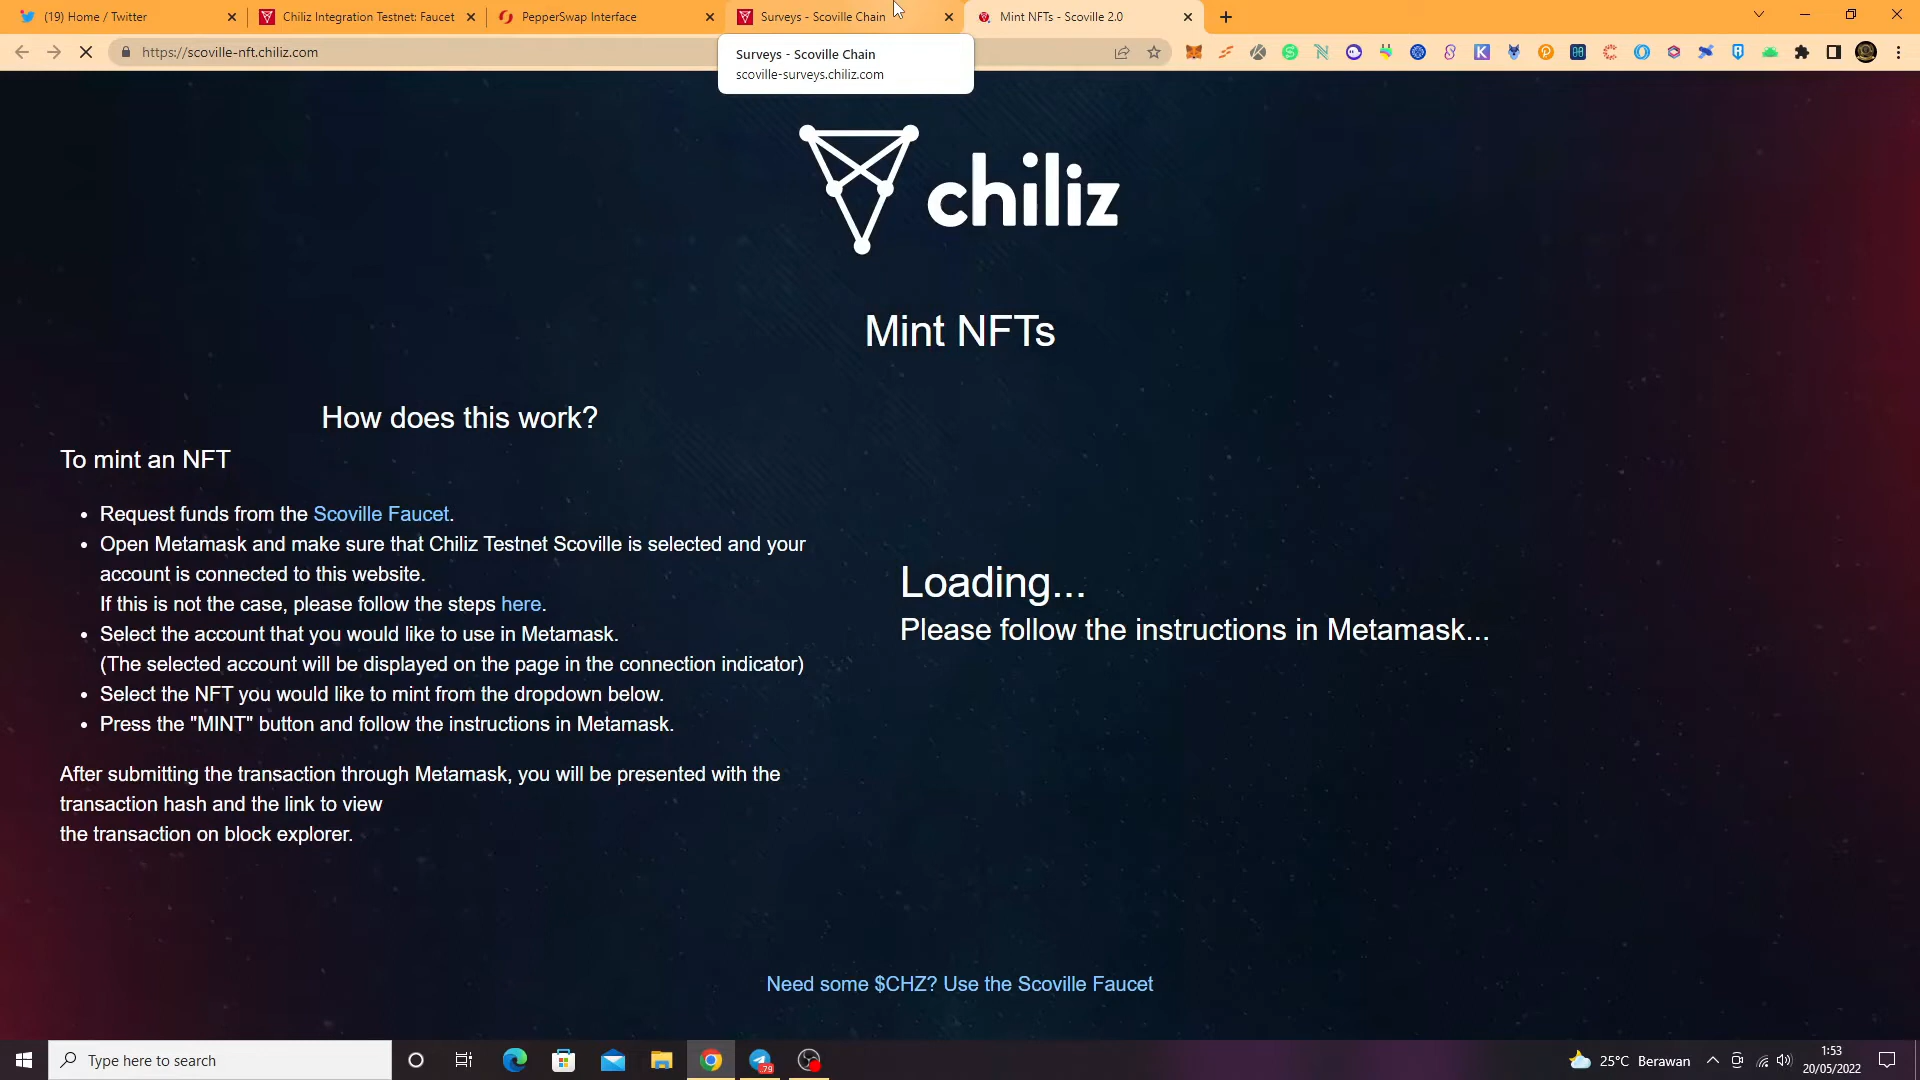 (19) Home / Twitter
Chiliz Integration Testnet: Faucet
PepperSwap Interface
Surveys - Scoville Chain
Mint NFTs - Scoville 2.0
https://scoville-nft.chiliz.com
Surveys - Scoville Chain
scoville-surveys.chiliz.com
chiliz
Mint NFTs
How does this work?
To mint an NFT
Request funds from the Scoville Faucet.
Open Metamask and make sure that Chiliz Testnet Scoville is selected and your
account is connected to this website.
If this is not the case, please follow the steps here.
Select the account that you would like to use in Metamask.
(The selected account will be displayed on the page in the connection indicator)
Select the NFT you would like to mint from the dropdown below.
Press the "MINT" button and follow the instructions in Metamask.
After submitting the transaction through Metamask, you will be presented with the
transaction hash and the link to view
the transaction on block explorer.
Loading...
Please follow the instructions in Metamask...
Need some $CHZ? Use the Scoville Faucet
Type here to search
79
25°C Berawan
1:53
20/05/2022